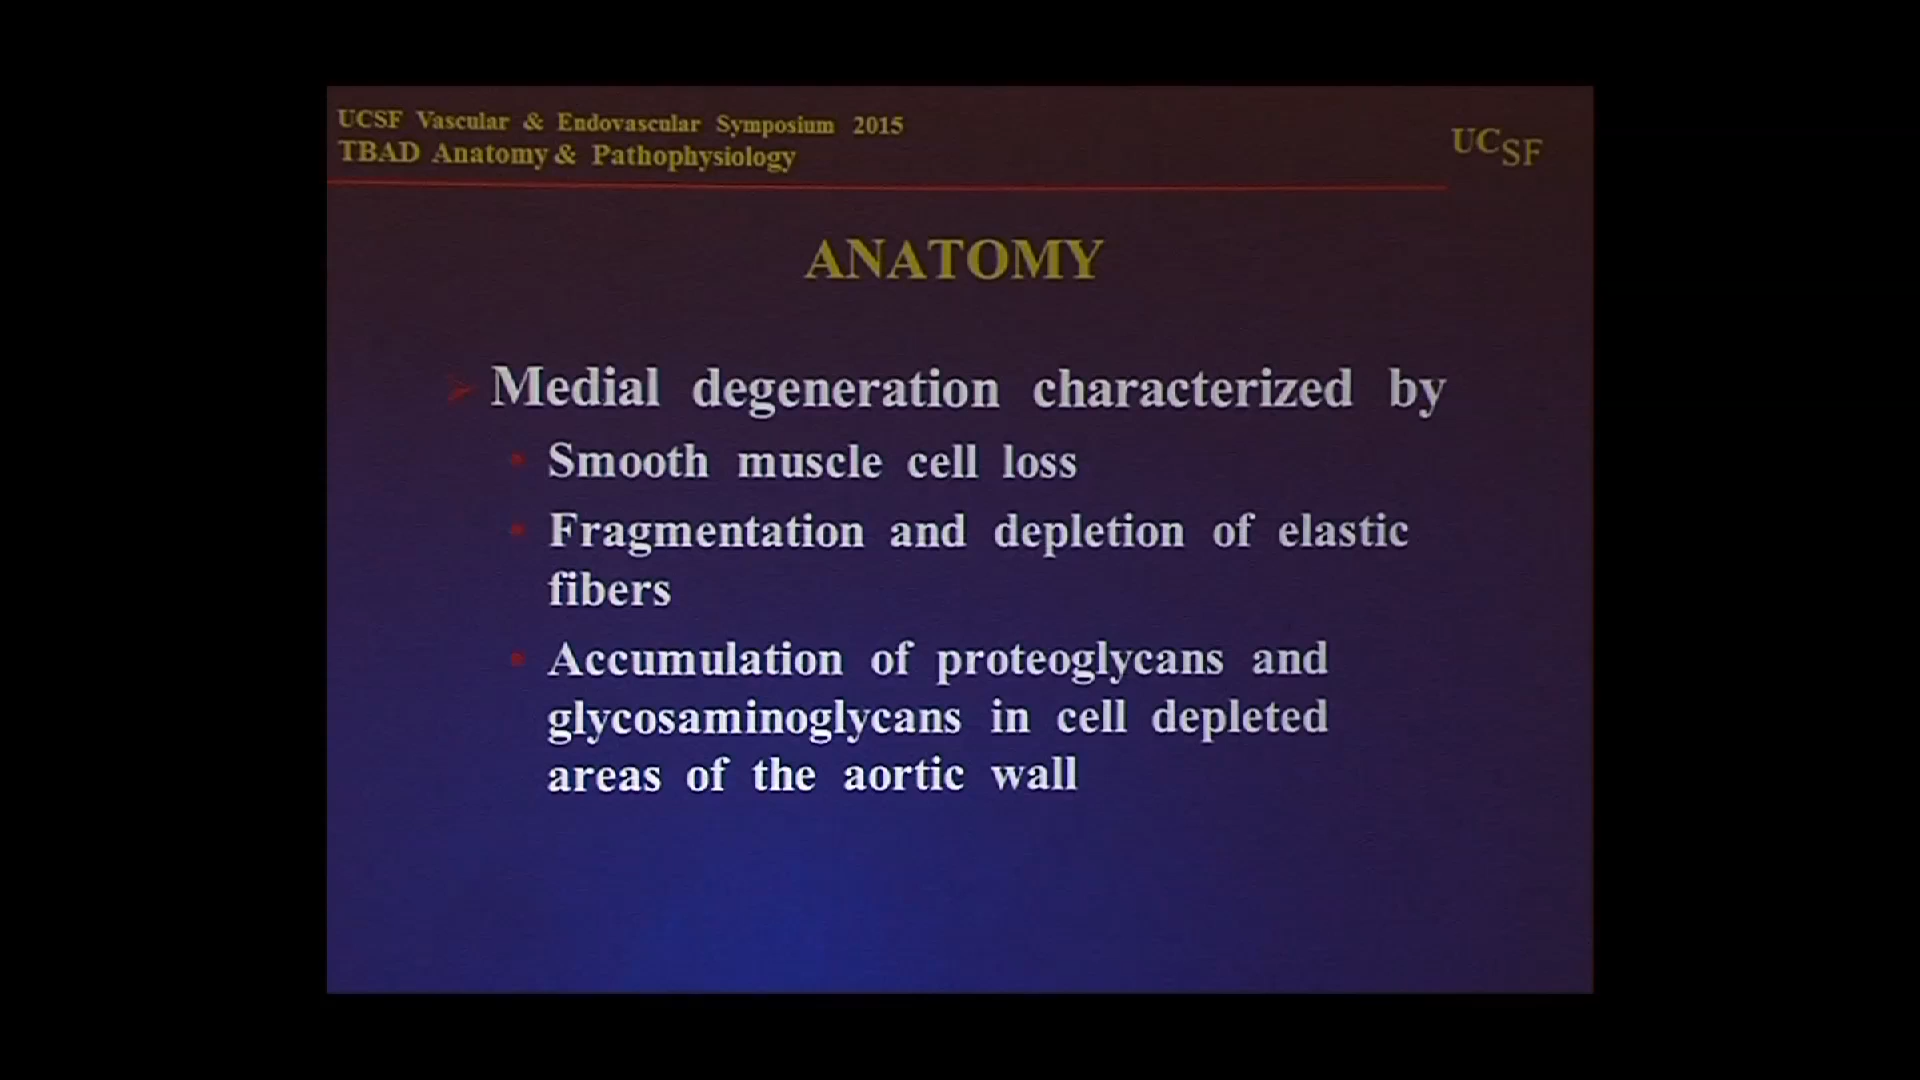 UCSF Vascular & Endovascular Symposium 2015
TBAD Anatomy & Pathophysiology
UCSF
ANATOMY
Medial degeneration characterized by
Smooth muscle cell loss
Fragmentation and depletion of elastic
fibers
Accumulation of proteoglycans and
glycosaminoglycans in cell depleted
areas of the aortic wall